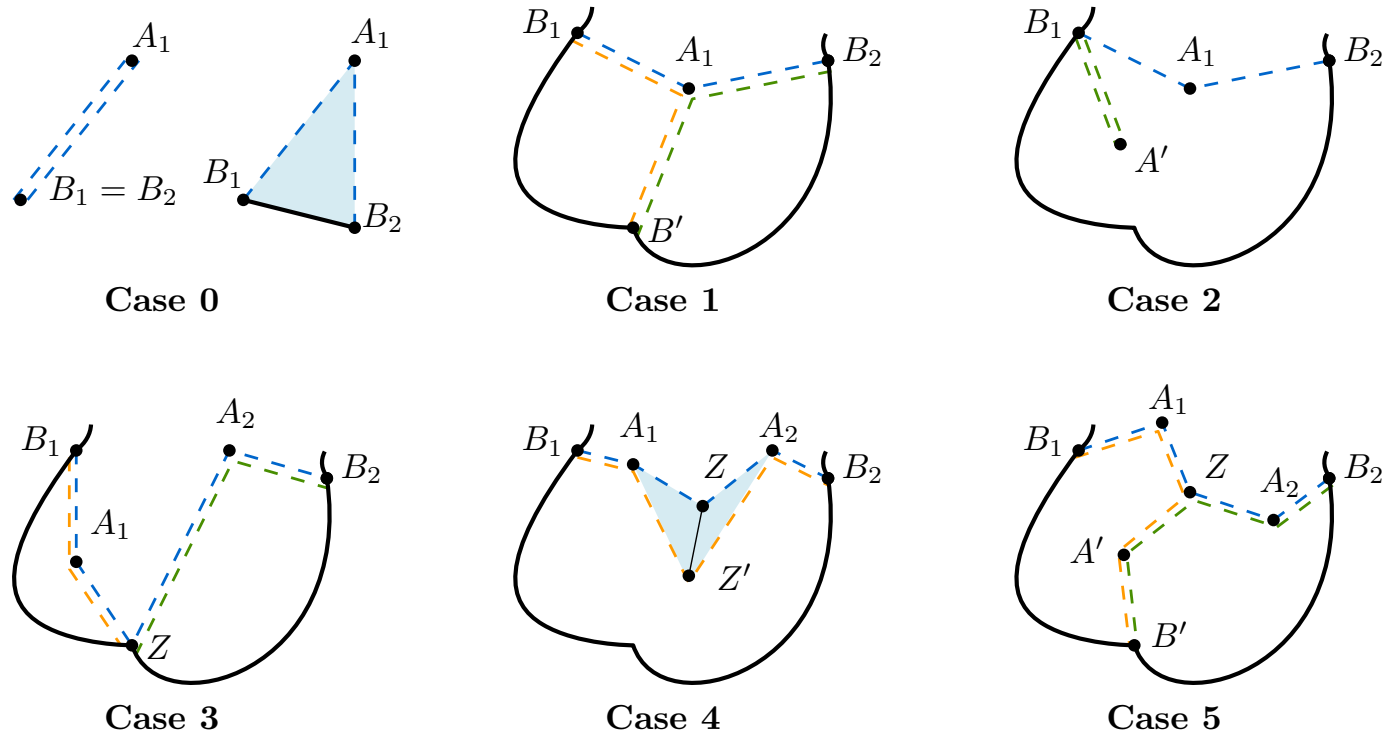 A₁
B₁ = B₂
A₁
B₁
B₂
Case 0
B₁
A₁
B₂
B′
Case 1
B₁
A₁
B₂
A′
Case 2
B₁
A₂
B₂
A₁
Z
Case 3
B₁
A₁
A₂
Z
B₂
Z′
Case 4
A₁
B₁
Z
A₂
B₂
A′
B′
Case 5